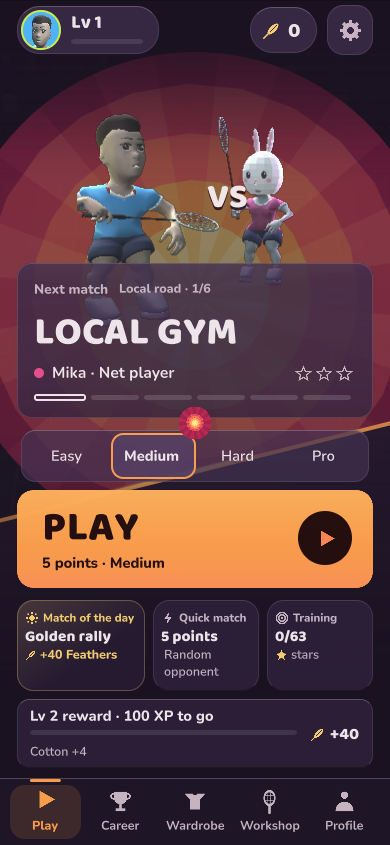 Lv 1
0
VS
Next match Local road · 1/6
LOCAL GYM
Mika · Net player
Easy Medium Hard Pro
PLAY
5 points · Medium
Match of the day
Golden rally
+40 Feathers
Quick match
5 points
Random
opponent
Training
0/63
stars
Lv 2 reward · 100 XP to go
+40
Cotton +4
Play Career Wardrobe Workshop Profile